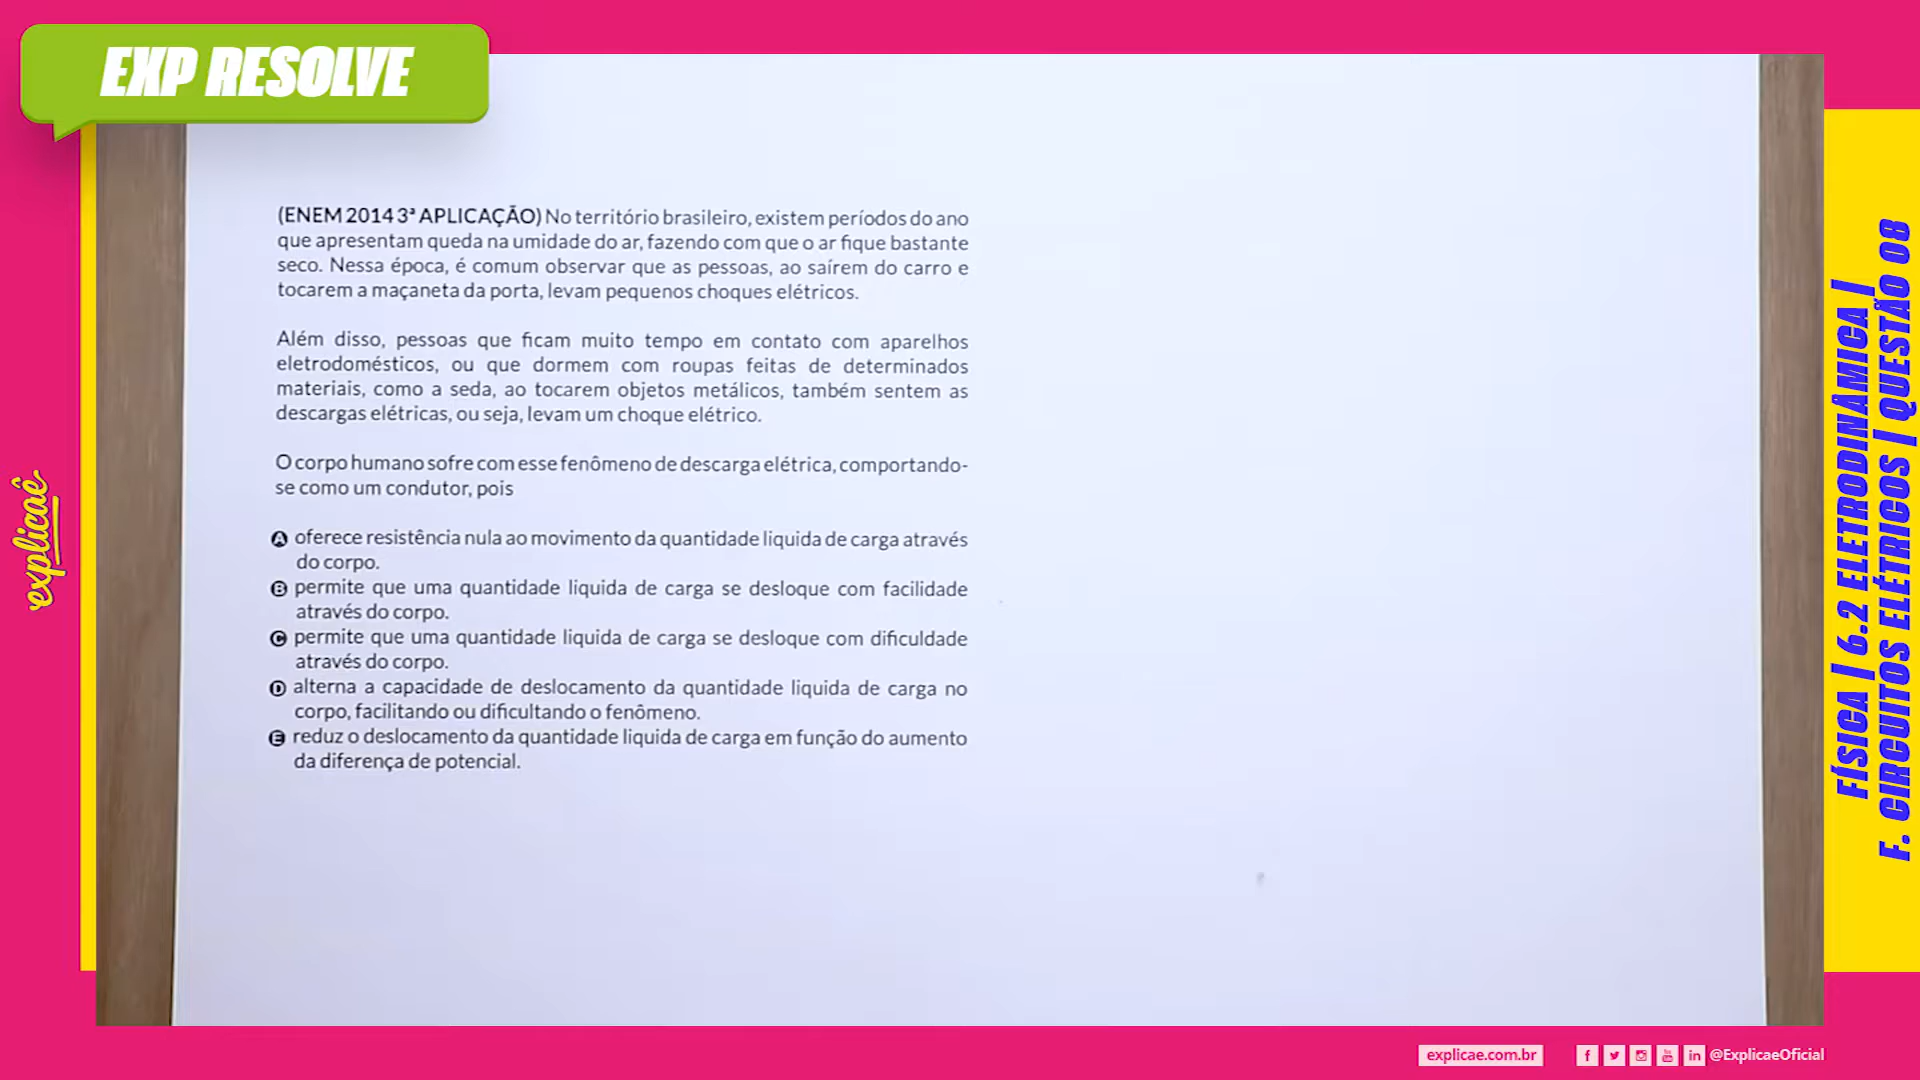 EXP RESOLVE
(ENEM 2014 3ª APLICAÇÃO) No território brasileiro, existem períodos do ano
que apresentam queda na umidade do ar, fazendo com que o ar fique bastante
seco. Nessa época, é comum observar que as pessoas, ao saírem do carro e
tocarem a maçaneta da porta, levam pequenos choques elétricos.
Além disso, pessoas que ficam muito tempo em contato com aparelhos
eletrodomésticos, ou que dormem com roupas feitas de determinados
materiais, como a seda, ao tocarem objetos metálicos, também sentem as
descargas elétricas, ou seja, levam um choque elétrico.
O corpo humano sofre com esse fenômeno de descarga elétrica, comportando-
se como um condutor, pois
A oferece resistência nula ao movimento da quantidade liquida de carga através
do corpo.
B permite que uma quantidade liquida de carga se desloque com facilidade
através do corpo.
C permite que uma quantidade liquida de carga se desloque com dificuldade
através do corpo.
D alterna a capacidade de deslocamento da quantidade liquida de carga no
corpo, facilitando ou dificultando o fenômeno.
E reduz o deslocamento da quantidade liquida de carga em função do aumento
da diferença de potencial.
explicaê
FÍSICA | 6.2 ELETRODINÂMICA |
F. CIRCUITOS ELÉTRICOS | QUESTÃO 08
explicae.com.br
@ExplicaeOficial